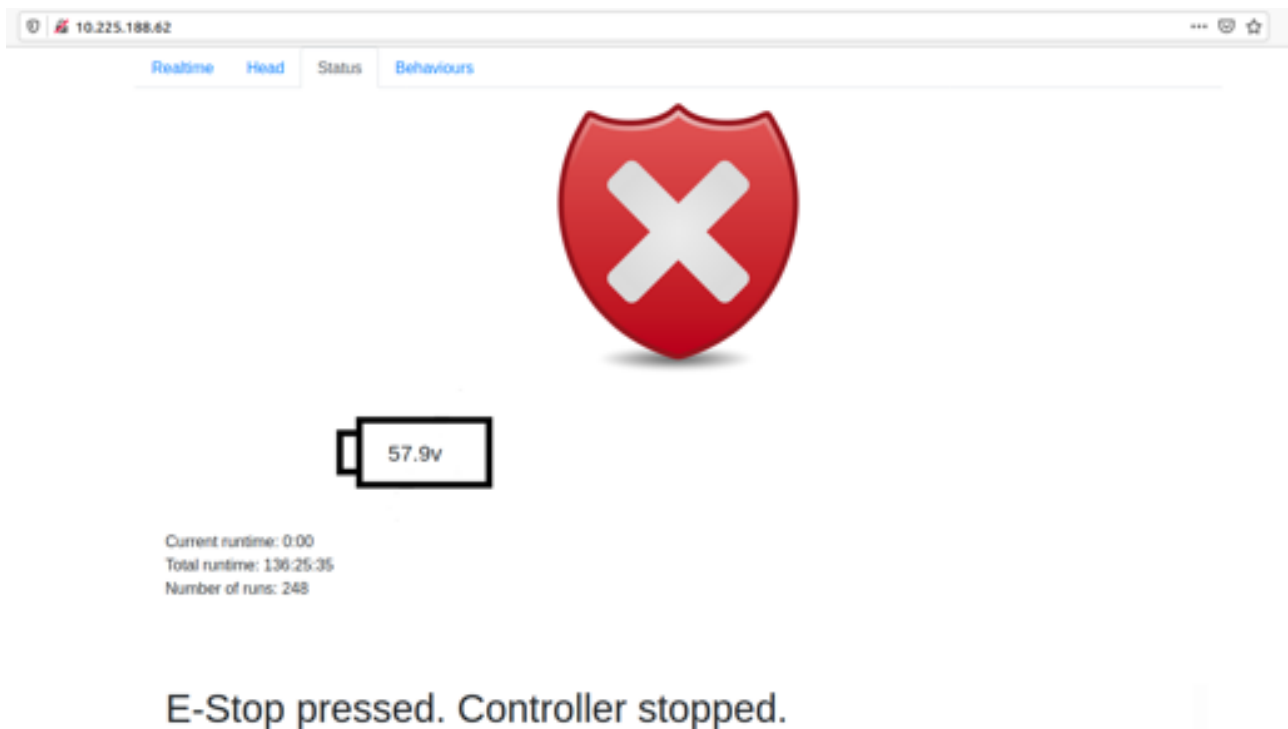 10.225.188.62
Realtime Head Status Behaviours
57.9v
Current runtime: 0:00
Total runtime: 136:25:35
Number of runs: 248
E-Stop pressed. Controller stopped.